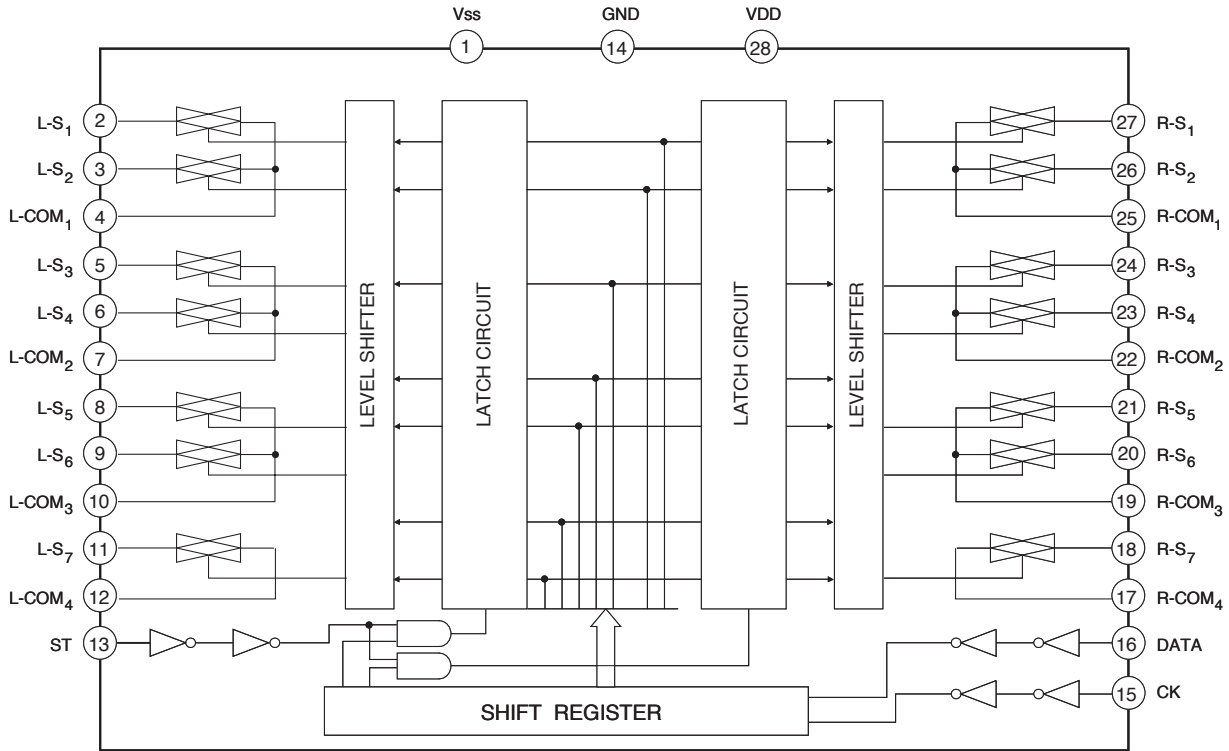 Vss GND VDD
1 14 28
L-S1 2 27 R-S1
L-S2 3 26 R-S2
L-COM1 4 25 R-COM1
L-S3 5 24 R-S3
L-S4 6 23 R-S4
L-COM2 7 22 R-COM2
L-S5 8 21 R-S5
L-S6 9 20 R-S6
L-COM3 10 19 R-COM3
L-S7 11 18 R-S7
L-COM4 12 17 R-COM4
ST 13 16 DATA
15 CK
LEVEL SHIFTER
LATCH CIRCUIT
LATCH CIRCUIT
LEVEL SHIFTER
SHIFT REGISTER